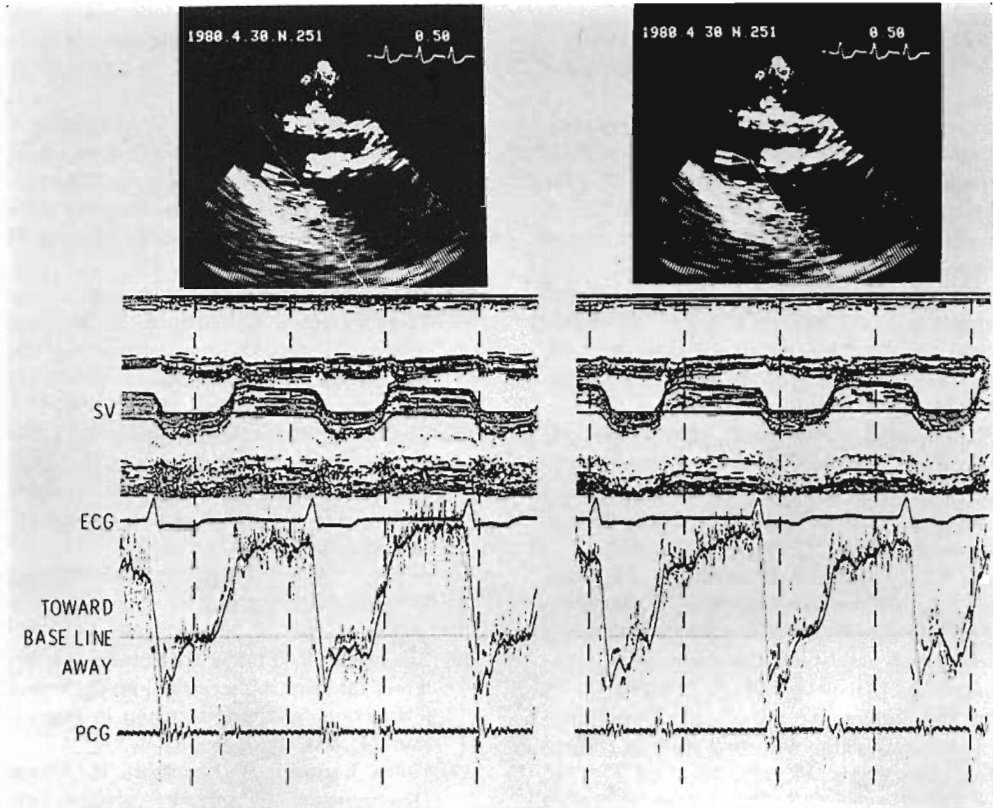 1980.4.30.N.251 0.50
1980.4 30 N.251 0.50
SV
ECG
TOWARD
BASE LINE
AWAY
PCG